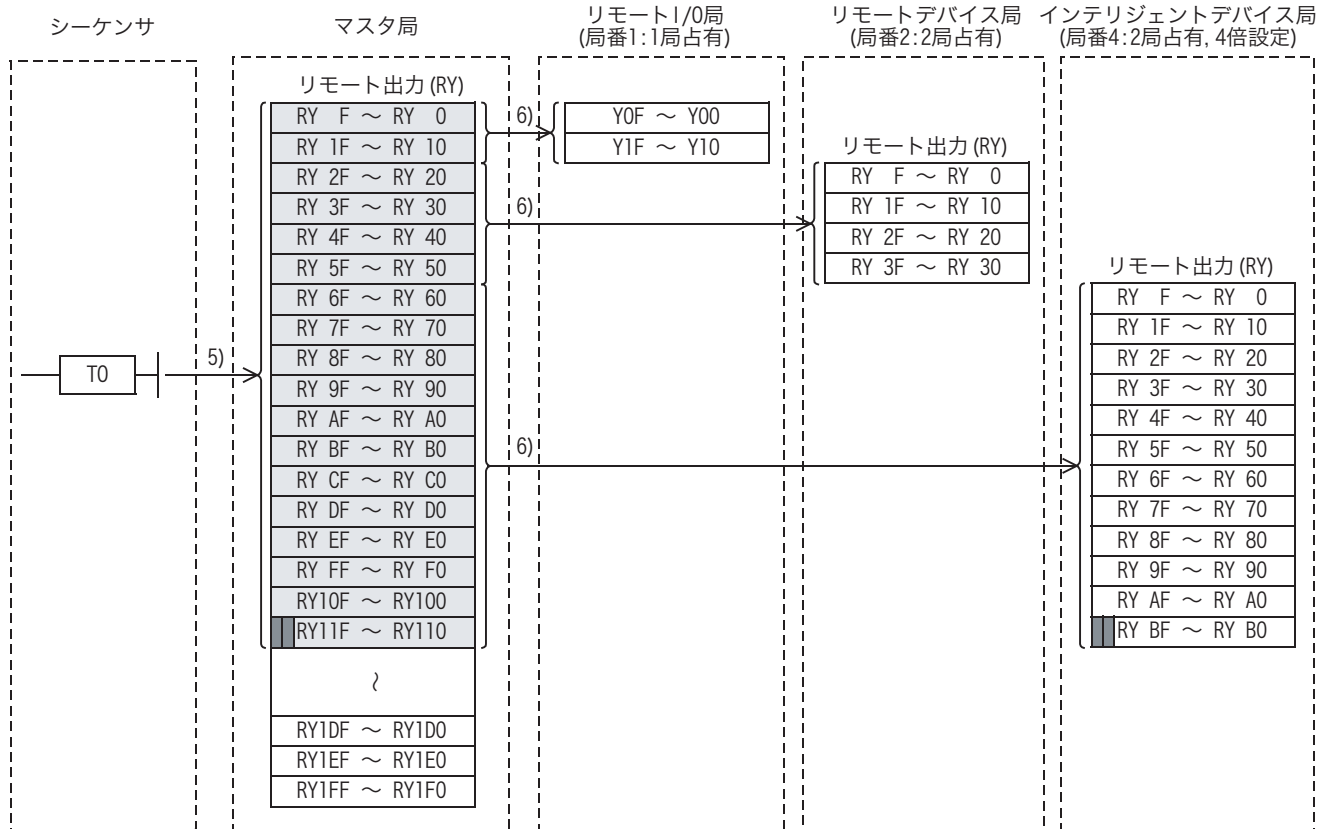 シーケンサ
マスタ局
リモートI/O局
(局番1:1局占有)
リモートデバイス局
(局番2:2局占有)
インテリジェントデバイス局
(局番4:2局占有, 4倍設定)
TO
5)
リモート出力 (RY)
RY F ～ RY 0
RY 1F ～ RY 10
RY 2F ～ RY 20
RY 3F ～ RY 30
RY 4F ～ RY 40
RY 5F ～ RY 50
RY 6F ～ RY 60
RY 7F ～ RY 70
RY 8F ～ RY 80
RY 9F ～ RY 90
RY AF ～ RY A0
RY BF ～ RY B0
RY CF ～ RY C0
RY DF ～ RY D0
RY EF ～ RY E0
RY FF ～ RY F0
RY10F ～ RY100
RY11F ～ RY110
～
RY1DF ～ RY1D0
RY1EF ～ RY1E0
RY1FF ～ RY1F0
6)
6)
6)
Y0F ～ Y00
Y1F ～ Y10
リモート出力 (RY)
RY F ～ RY 0
RY 1F ～ RY 10
RY 2F ～ RY 20
RY 3F ～ RY 30
リモート出力 (RY)
RY F ～ RY 0
RY 1F ～ RY 10
RY 2F ～ RY 20
RY 3F ～ RY 30
RY 4F ～ RY 40
RY 5F ～ RY 50
RY 6F ～ RY 60
RY 7F ～ RY 70
RY 8F ～ RY 80
RY 9F ～ RY 90
RY AF ～ RY A0
RY BF ～ RY B0